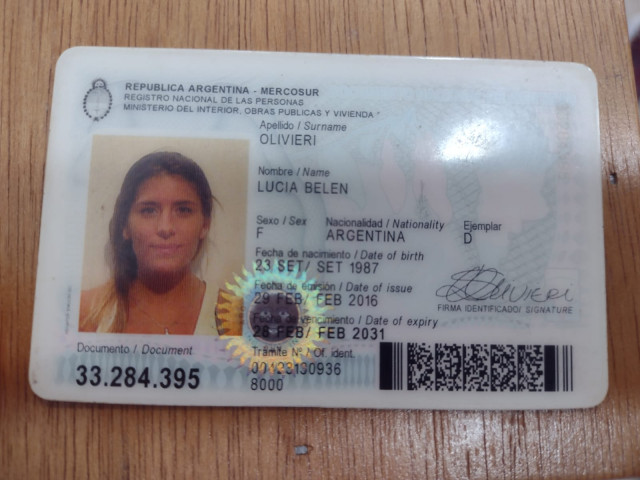 REPUBLICA ARGENTINA - MERCOSUR
REGISTRO NACIONAL DE LAS PERSONAS
MINISTERIO DEL INTERIOR, OBRAS PUBLICAS Y VIVIENDA
Apellido / Surname
OLIVIERI
Nombre / Name
LUCIA BELEN
Sexo / Sex Nacionalidad / Nationality Ejemplar
F ARGENTINA D
Fecha de nacimiento / Date of birth
23 SET/ SET 1987
Fecha de emisión / Date of issue
29 FEB/ FEB 2016
Fecha de vencimiento / Date of expiry
FEB/ FEB 2031
OLIVIERI
FIRMA IDENTIFICADO/ SIGNATURE
Documento / Document
33.284.395
Trámite Nº / Of. ident.
8000